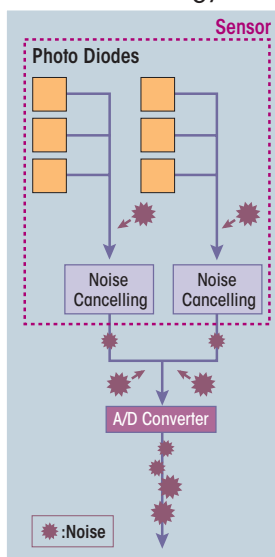 Sensor
Photo Diodes
Noise
Cancelling
Noise
Cancelling
A/D Converter
:Noise